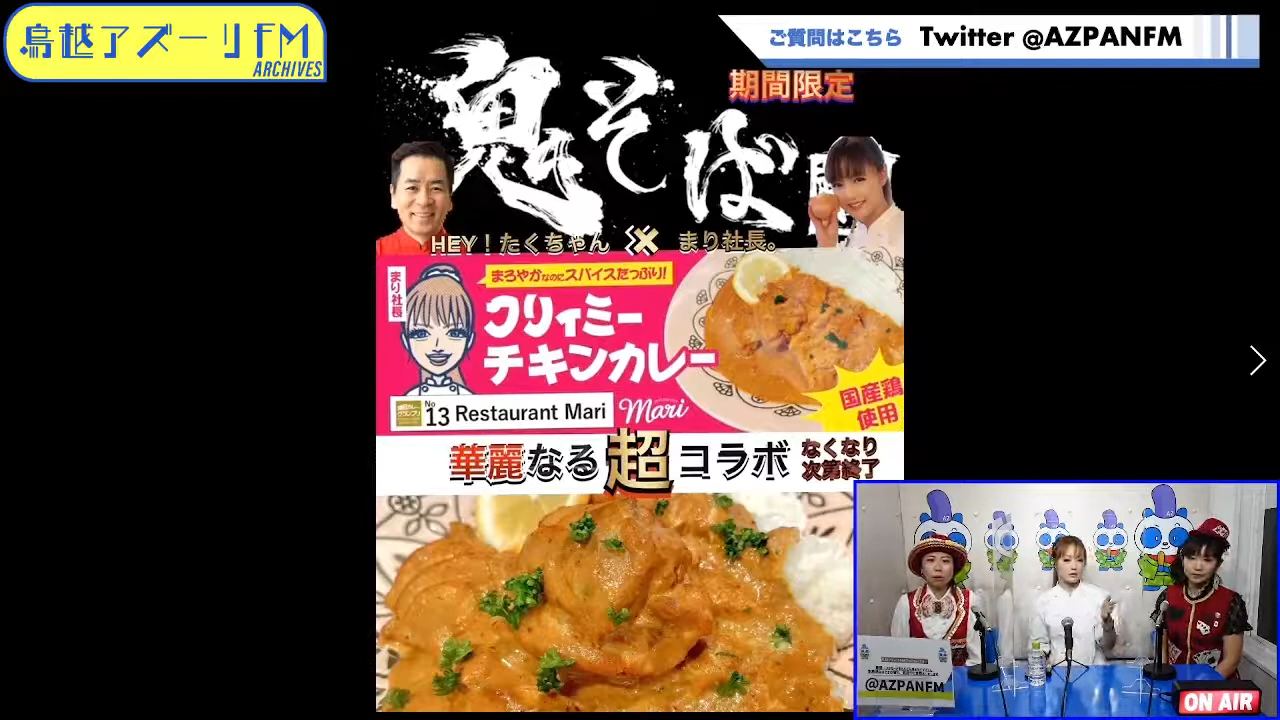 鳥越アズーリFM
ARCHIVES
ご質問はこちら Twitter @AZPANFM
期間限定
鬼そば
HEY！たくちゃん × まり社長。
まり社長
まろやかなのにスパイスたっぷり!
クリィミー
チキンカレー
国産鶏
使用
No 13 Restaurant Mari
Mari
華麗なる超コラボ
なくなり
次第終了
@AZPANFM
ON AIR